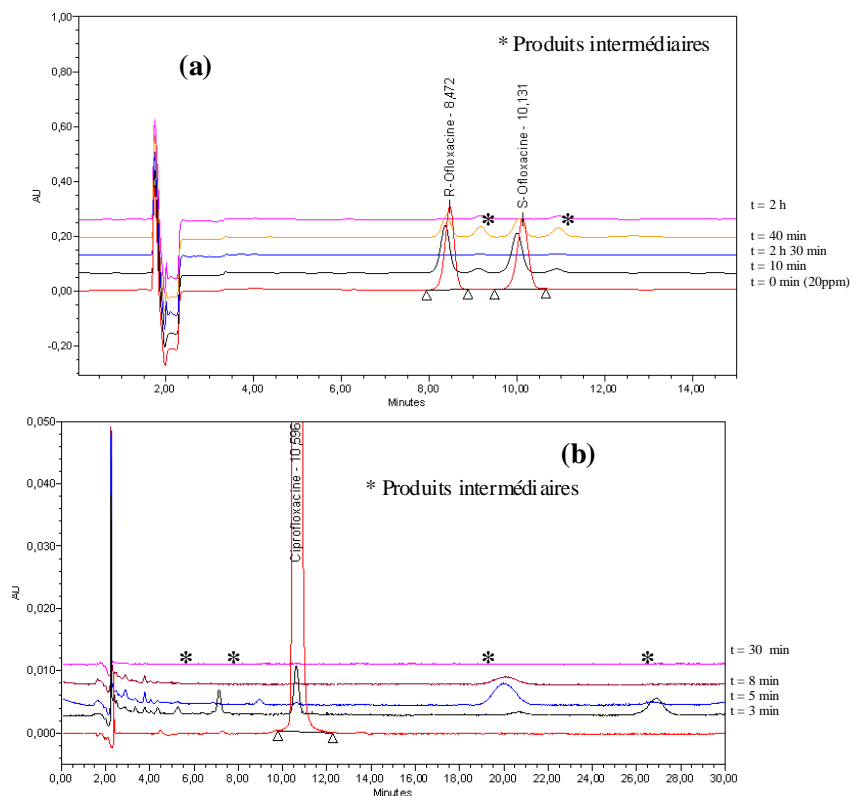 1,00
(a)
* Produits intermédiaires
0,80
0,60
0,40
0,20
0,00
-0,20
AU
R-Ofloxacine - 8,472
S-Ofloxacine - 10,131
*
*
t = 2 h
t = 40 min
t = 2 h 30 min
t = 10 min
t = 0 min (20ppm)
2,00 4,00 6,00 8,00 10,00 12,00 14,00
Minutes
0,050
(b)
* Produits intermédiaires
0,040
0,030
0,020
0,010
0,000
AU
Ciprofloxacine - 10,596
* * * *
t = 30 min
t = 8 min
t = 5 min
t = 3 min
0,00 2,00 4,00 6,00 8,00 10,00 12,00 14,00 16,00 18,00 20,00 22,00 24,00 26,00 28,00 30,00
Minutes